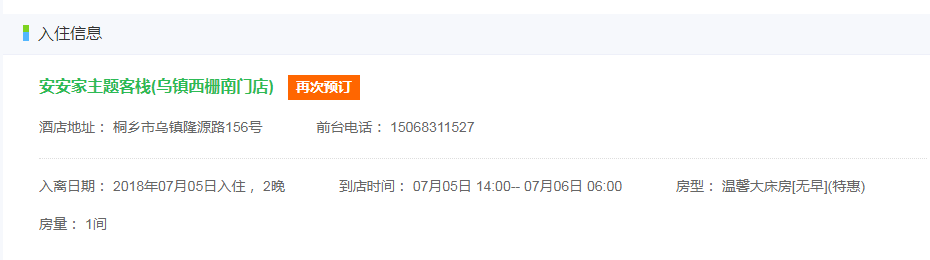 入住信息
安安家主题客栈(乌镇西栅南门店) 再次预订
酒店地址： 桐乡市乌镇隆源路156号 前台电话： 15068311527
入离日期： 2018年07月05日入住 ，2晚 到店时间： 07月05日 14:00-- 07月06日 06:00 房型： 温馨大床房[无早](特惠)
房量： 1间